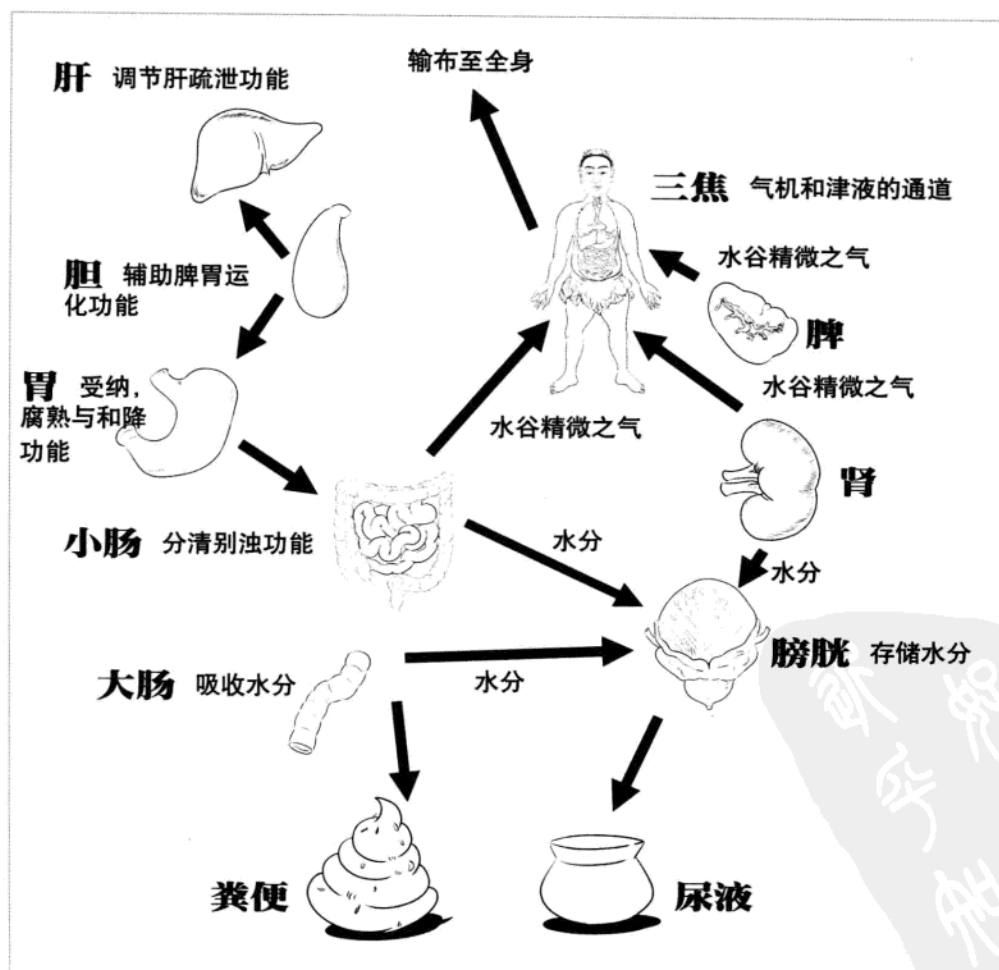 输布至全身
肝 调节肝疏泄功能
三焦 气机和津液的通道
水谷精微之气
胆 辅助脾胃运
化功能
脾
胃 受纳，
腐熟与和降
功能
水谷精微之气
水谷精微之气
肾
小肠 分清别浊功能
水分
水分
膀胱 存储水分
大肠 吸收水分
水分
粪便
尿液